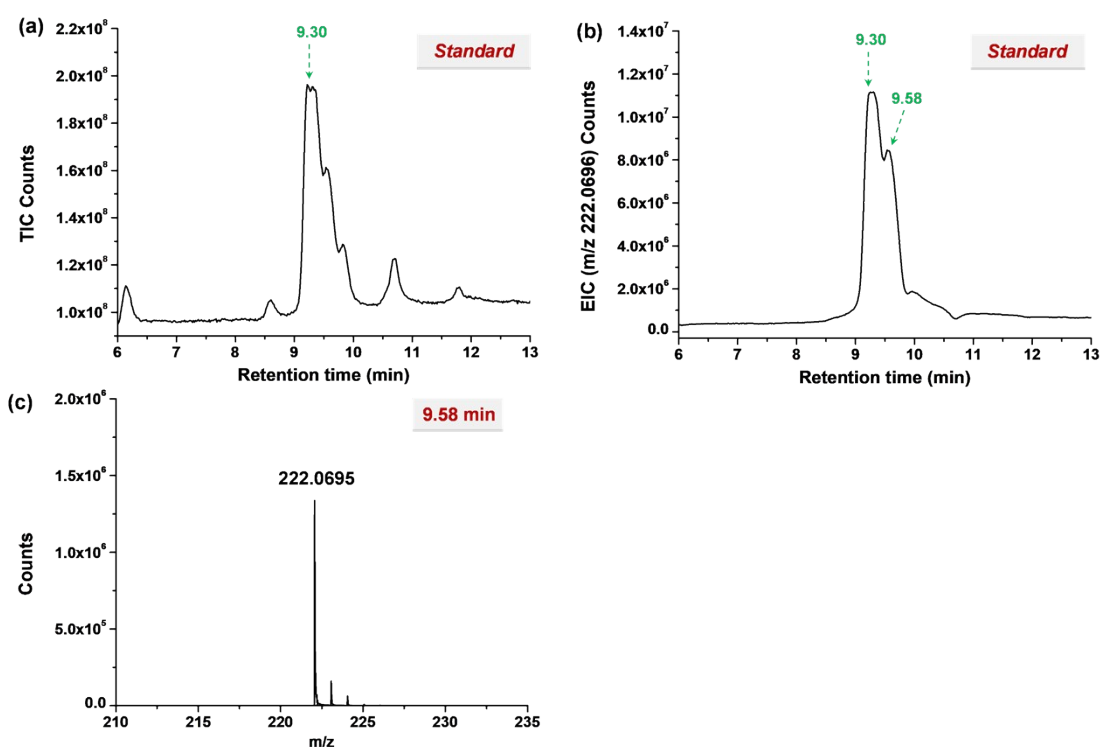 (a)
9.30
Standard
2.2x10⁸
2.0x10⁸
1.8x10⁸
1.6x10⁸
1.4x10⁸
1.2x10⁸
1.0x10⁸
TIC Counts
6 7 8 9 10 11 12 13
Retention time (min)
(b)
9.30
9.58
Standard
1.4x10⁷
1.2x10⁷
1.0x10⁷
8.0x10⁶
6.0x10⁶
4.0x10⁶
2.0x10⁶
0.0
EIC (m/z 222.0696) Counts
6 7 8 9 10 11 12 13
Retention time (min)
(c)
9.58 min
222.0695
2.0x10⁶
1.5x10⁶
1.0x10⁶
5.0x10⁵
0.0
Counts
210 215 220 225 230 235
m/z